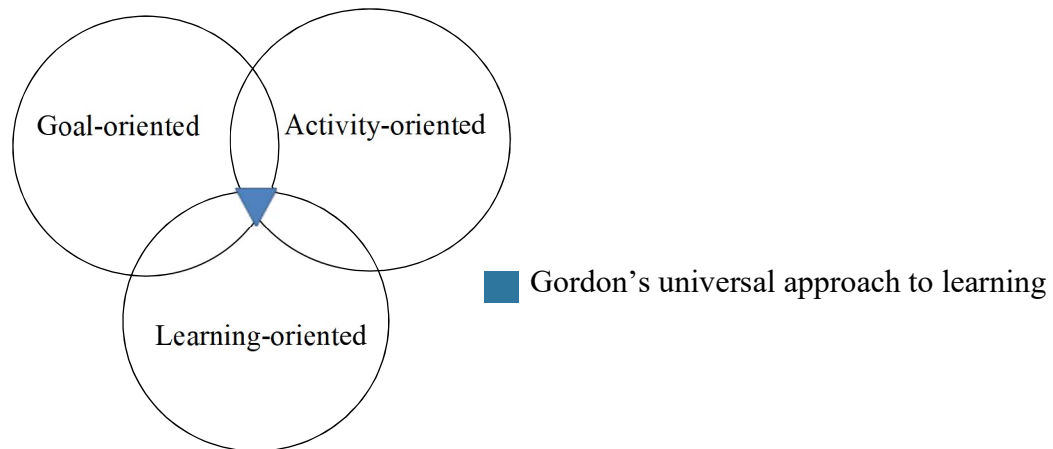 Goal-oriented
Activity-oriented
Gordon’s universal approach to learning
Learning-oriented